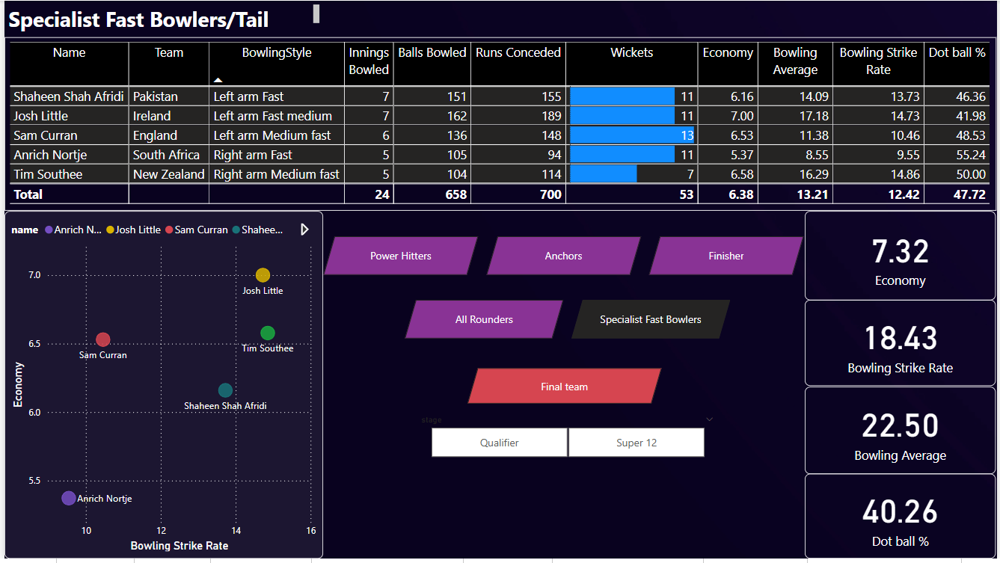 Specialist Fast Bowlers/Tail
Name Team BowlingStyle Innings Bowled Balls Bowled Runs Conceded Wickets Economy Bowling Average Bowling Strike Rate Dot ball %
Shaheen Shah Afridi Pakistan Left arm Fast 7 151 155 11 6.16 14.09 13.73 46.36
Josh Little Ireland Left arm Fast medium 7 162 189 11 7.00 17.18 14.73 41.98
Sam Curran England Left arm Medium fast 6 136 148 13 6.53 11.38 10.46 48.53
Anrich Nortje South Africa Right arm Fast 5 105 94 11 5.37 8.55 9.55 55.24
Tim Southee New Zealand Right arm Medium fast 5 104 114 7 6.58 16.29 14.86 50.00
Total 24 658 700 53 6.38 13.21 12.42 47.72
name Anrich N... Josh Little Sam Curran Shahee...
7.0
6.5
6.0
5.5
Economy
Josh Little
Tim Southee
Sam Curran
Shaheen Shah Afridi
Anrich Nortje
10 12 14 16
Bowling Strike Rate
Power Hitters Anchors Finisher
All Rounders Specialist Fast Bowlers
Final team
stage
Qualifier Super 12
7.32
Economy
18.43
Bowling Strike Rate
22.50
Bowling Average
40.26
Dot ball %